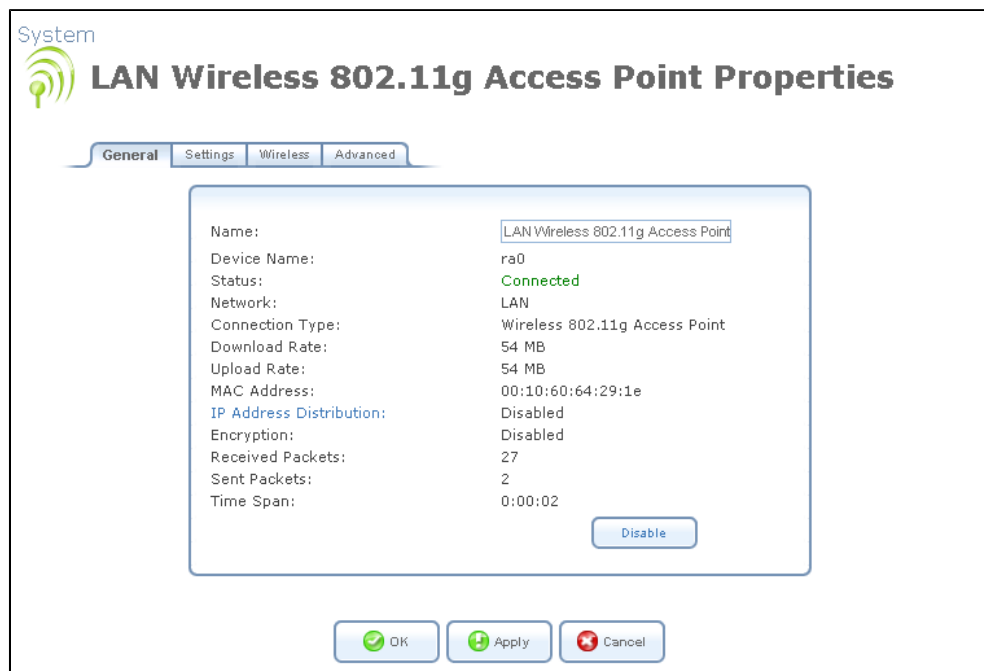 System
LAN Wireless 802.11g Access Point Properties
General Settings Wireless Advanced
Name: LAN Wireless 802.11g Access Point
Device Name: ra0
Status: Connected
Network: LAN
Connection Type: Wireless 802.11g Access Point
Download Rate: 54 MB
Upload Rate: 54 MB
MAC Address: 00:10:60:64:29:1e
IP Address Distribution: Disabled
Encryption: Disabled
Received Packets: 27
Sent Packets: 2
Time Span: 0:00:02
Disable
OK Apply Cancel